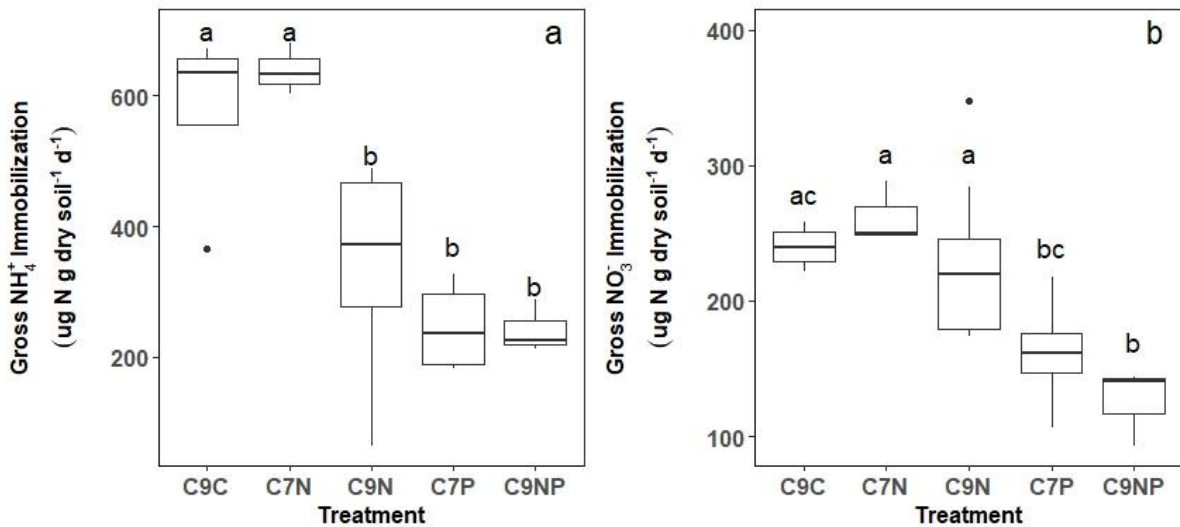 Gross NH₄⁺ Immobilization
(ug N g dry soil⁻¹ d⁻¹)
a
a
a
b
b
b
600
400
200
C9C C7N C9N C7P C9NP
Treatment
Gross NO₃⁻ Immobilization
(ug N g dry soil⁻¹ d⁻¹)
b
ac
a
a
bc
b
400
300
200
100
C9C C7N C9N C7P C9NP
Treatment